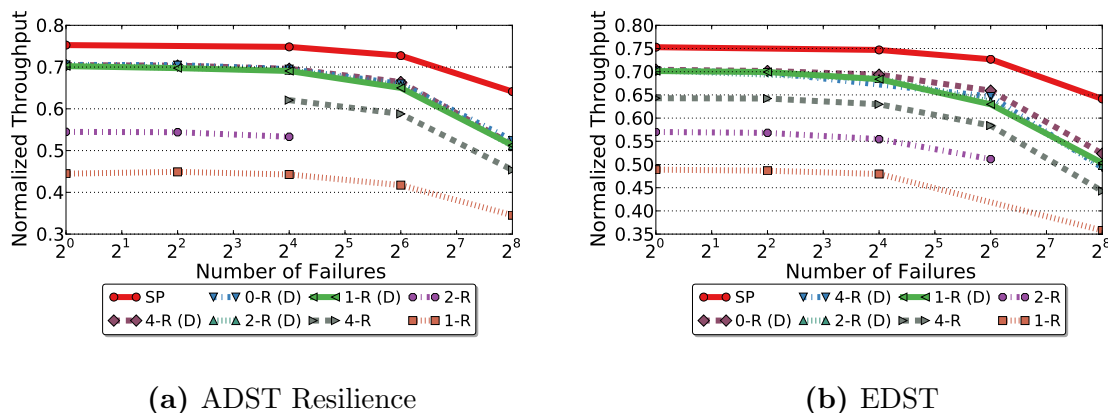 0.8
0.7
0.6
0.5
0.4
0.3
Normalized Throughput
2^0 2^1 2^2 2^3 2^4 2^5 2^6 2^7 2^8
Number of Failures
SP 0-R (D) 1-R (D) 2-R
4-R (D) 2-R (D) 4-R 1-R
(a) ADST Resilience
0.80
0.75
0.70
0.65
0.60
0.55
0.50
0.45
0.40
0.35
Normalized Throughput
2^0 2^1 2^2 2^3 2^4 2^5 2^6 2^7 2^8
Number of Failures
SP 4-R (D) 1-R (D) 2-R
0-R (D) 2-R (D) 4-R 1-R
(b) EDST